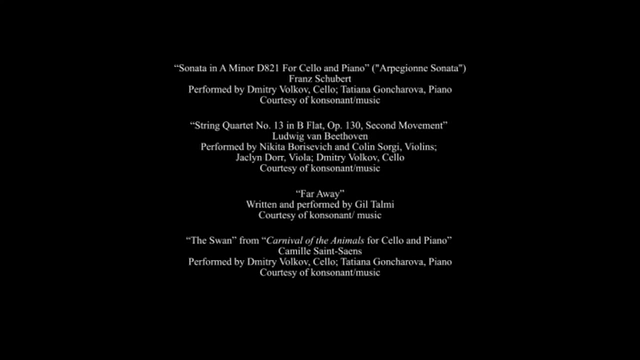 “Sonata in A Minor D821 For Cello and Piano” ("Arpegionne Sonata")
Franz Schubert
Performed by Dmitry Volkov, Cello; Tatiana Goncharova, Piano
Courtesy of konsonant/music
“String Quartet No. 13 in B Flat, Op. 130, Second Movement”
Ludwig van Beethoven
Performed by Nikita Borisevich and Colin Sorgi, Violins;
Jaclyn Dorr, Viola; Dmitry Volkov, Cello
Courtesy of konsonant/music
“Far Away”
Written and performed by Gil Talmi
Courtesy of konsonant/ music
“The Swan” from “Carnival of the Animals for Cello and Piano”
Camille Saint-Saens
Performed by Dmitry Volkov, Cello; Tatiana Goncharova, Piano
Courtesy of konsonant/music